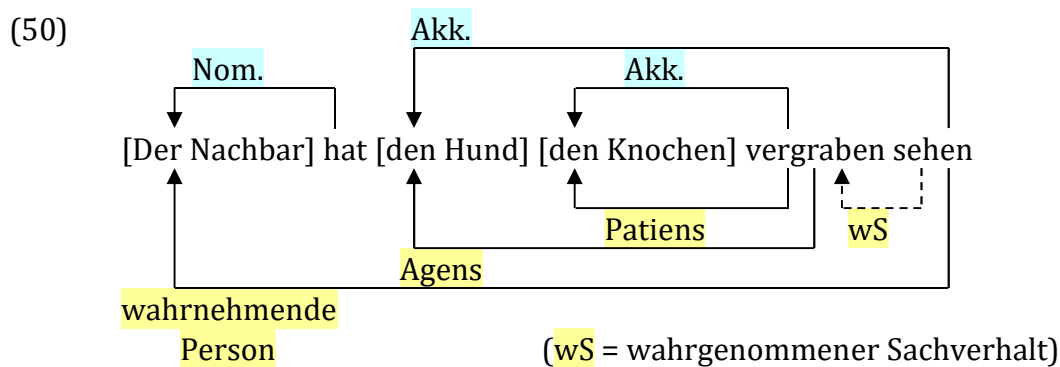 (50)
Akk.
Nom.
Akk.
[Der Nachbar] hat [den Hund] [den Knochen] vergraben sehen
Patiens
wS
Agens
wahrnehmende
Person
(wS = wahrgenommener Sachverhalt)